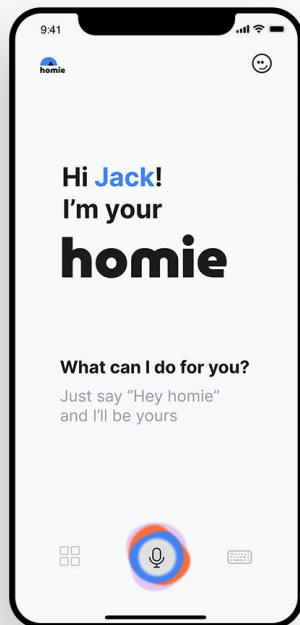 9:41
homie
Hi Jack!
I'm your
homie
What can I do for you?
Just say “Hey homie”
and I'll be yours